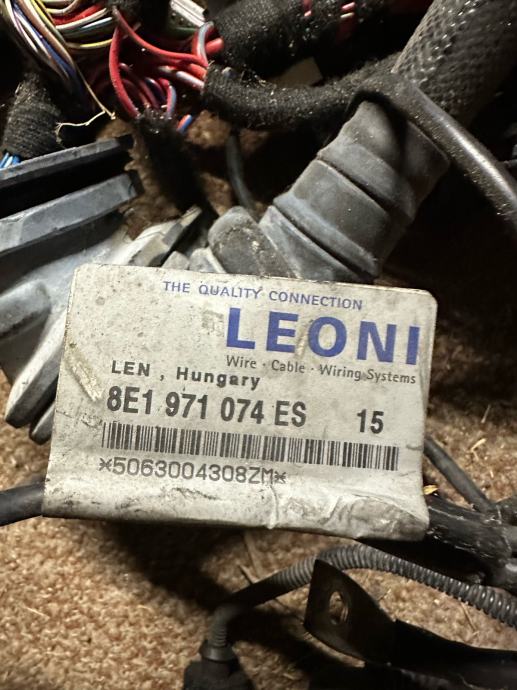 THE QUALITY CONNECTION
LEONI
Wire · Cable · Wiring Systems
LEN , Hungary
8E1 971 074 ES 15
*5063004308ZM*